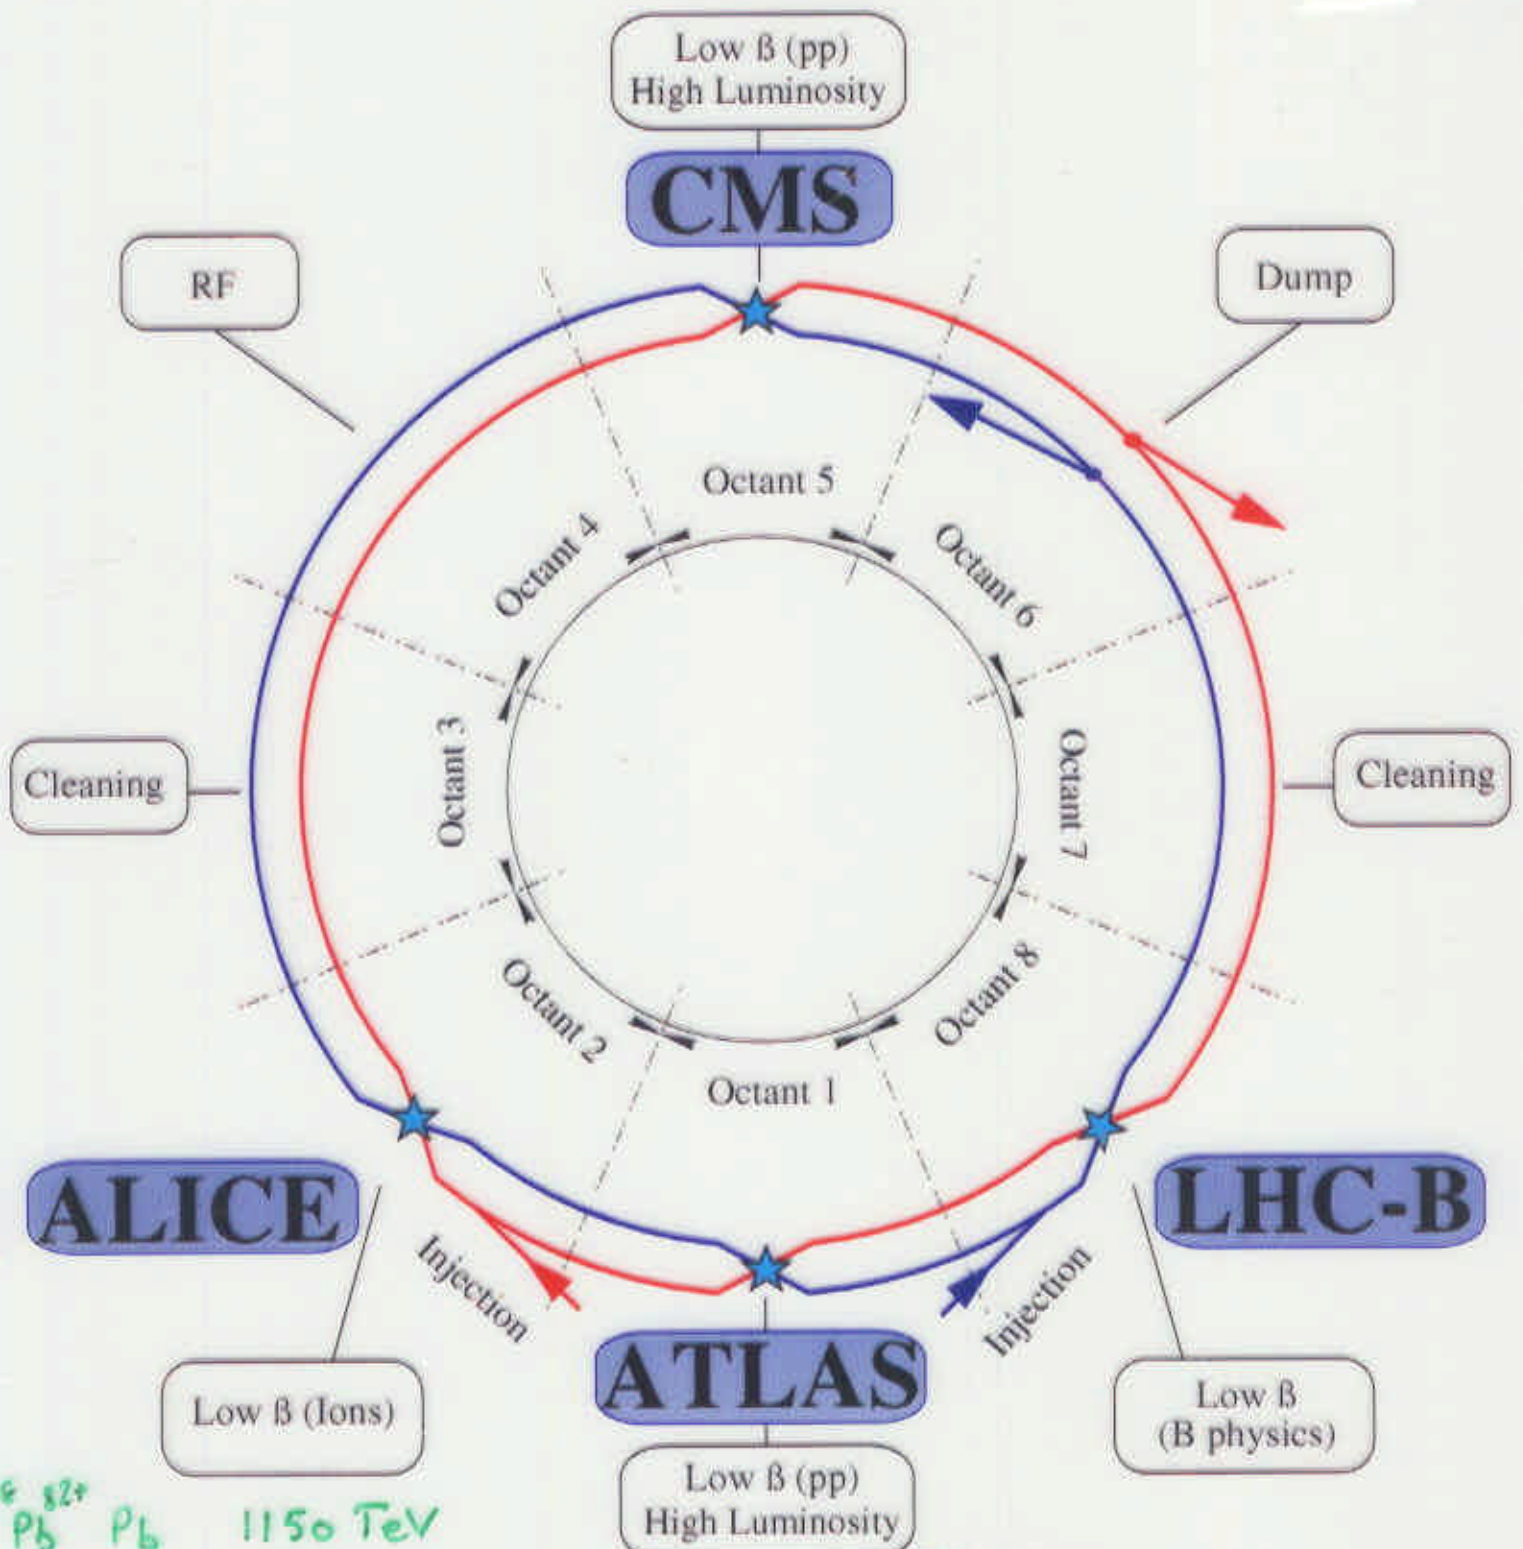 Low ß (pp)
High Luminosity
CMS
RF
Dump
Octant 5
Octant 4
Octant 6
Octant 3
Octant 7
Cleaning
Cleaning
Octant 2
Octant 8
Octant 1
ALICE
LHC-B
Injection
Injection
ATLAS
Low ß (Ions)
Low ß
(B physics)
Low ß (pp)
High Luminosity
82+
Pb Pb 1150 TeV